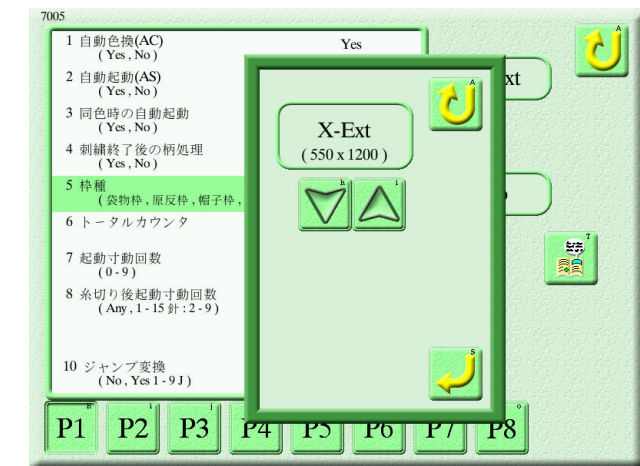 7005
1 自動色換(AC)
Yes
( Yes , No )
2 自動起動(AS)
( Yes , No )
3 同色時の自動起動
( Yes , No )
4 刺繍終了後の柄処理
( Yes , No )
5 枠種
( 袋物枠 , 原反枠 , 帽子枠 ,
6 トータルカウンタ
7 起動寸動回数
( 0 - 9 )
8 糸切り後起動寸動回数
( Any , 1 - 15 針 : 2 - 9 )
10 ジャンプ変換
( No , Yes 1 - 9 J )
A
xt
A
X-Ext
( 550 x 1200 )
h
i
T
S
P1
P2
P3
P4
P5
P6
P7
P8